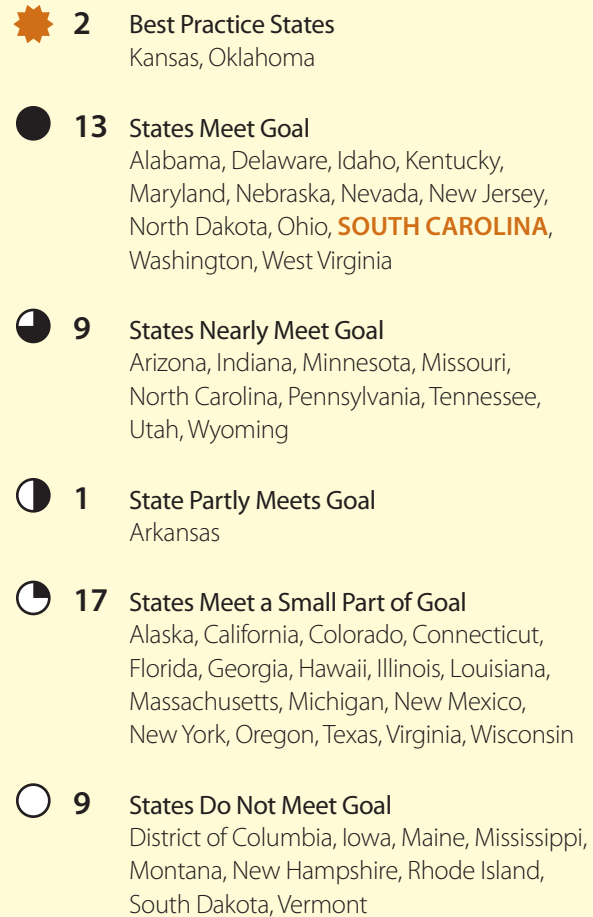 2 Best Practice States
Kansas, Oklahoma
13 States Meet Goal
Alabama, Delaware, Idaho, Kentucky,
Maryland, Nebraska, Nevada, New Jersey,
North Dakota, Ohio, SOUTH CAROLINA,
Washington, West Virginia
9 States Nearly Meet Goal
Arizona, Indiana, Minnesota, Missouri,
North Carolina, Pennsylvania, Tennessee,
Utah, Wyoming
1 State Partly Meets Goal
Arkansas
17 States Meet a Small Part of Goal
Alaska, California, Colorado, Connecticut,
Florida, Georgia, Hawaii, Illinois, Louisiana,
Massachusetts, Michigan, New Mexico,
New York, Oregon, Texas, Virginia, Wisconsin
9 States Do Not Meet Goal
District of Columbia, Iowa, Maine, Mississippi,
Montana, New Hampshire, Rhode Island,
South Dakota, Vermont